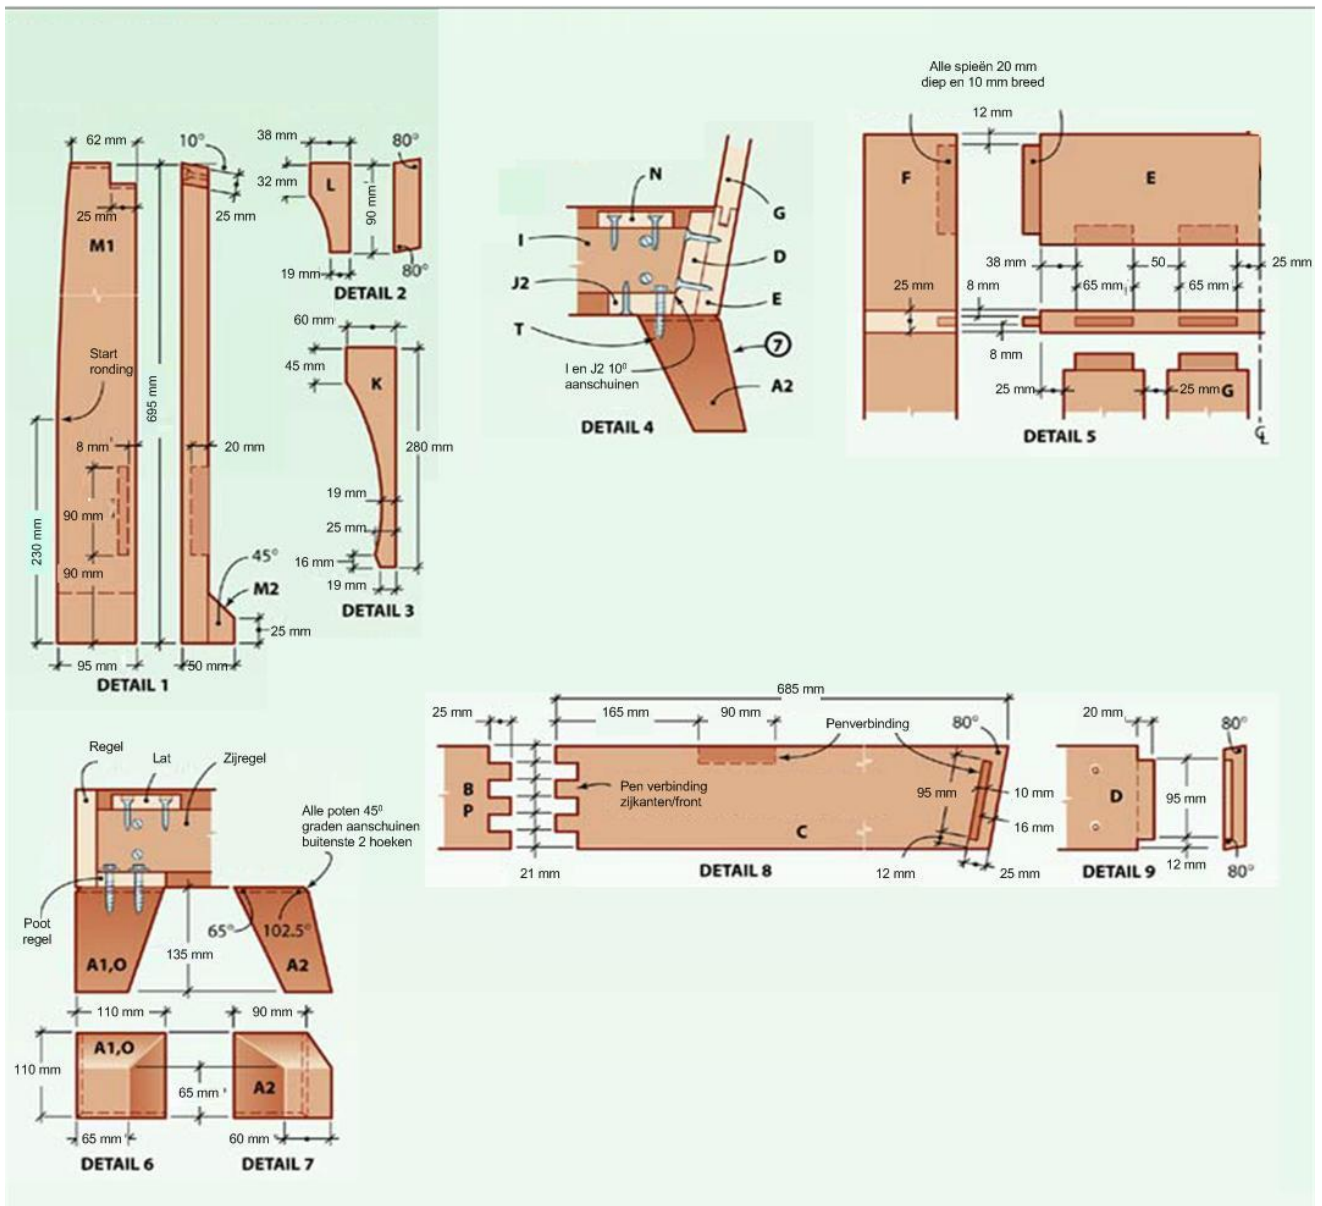 62 mm
10°
25 mm
25 mm
M1
Start
ronding
695 mm
8 mm
20 mm
90 mm
230 mm
90 mm
45°
M2
25 mm
95 mm
50 mm
DETAIL 1
38 mm
80°
32 mm
L
90 mm
19 mm
80°
DETAIL 2
60 mm
45 mm
K
280 mm
19 mm
25 mm
16 mm
19 mm
DETAIL 3
N
G
I
D
J2
E
T
7
I en J2 10°
aanschuinen
A2
DETAIL 4
Alle spieën 20 mm
diep en 10 mm breed
12 mm
F
E
38 mm
50
25 mm
25 mm
8 mm
65 mm
65 mm
8 mm
25 mm
25 mm
G
DETAIL 5
Regel
Lat
Zijregel
Alle poten 45°
graden aanschuinen
buitenste 2 hoeken
Poot
regel
65°
102.5°
135 mm
A1,O
A2
110 mm
90 mm
A1,O
110 mm
65 mm
A2
65 mm
60 mm
DETAIL 6
DETAIL 7
685 mm
25 mm
165 mm
90 mm
Penverbinding
80°
B
P
Pen verbinding
zijkanten/front
95 mm
10 mm
C
16 mm
21 mm
DETAIL 8
12 mm
25 mm
20 mm
80°
D
95 mm
12 mm
DETAIL 9
80°